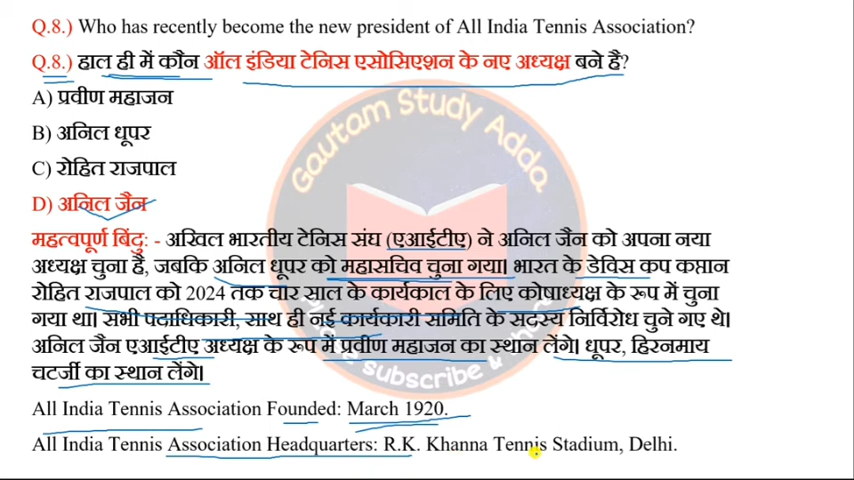 Q.8.) Who has recently become the new president of All India Tennis Association?
Q.8.) हाल ही में कौन ऑल इंडिया टेनिस एसोसिएशन के नए अध्यक्ष बने है?
A) प्रवीण महाजन
B) अनिल धूपर
C) रोहित राजपाल
D) अनिल जैन
महत्वपूर्ण बिंदु: - अखिल भारतीय टेनिस संघ (एआईटीए) ने अनिल जैन को अपना नया
अध्यक्ष चुना है, जबकि अनिल धूपर को महासचिव चुना गया। भारत के डेविस कप कप्तान
रोहित राजपाल को 2024 तक चार साल के कार्यकाल के लिए कोषाध्यक्ष के रूप में चुना
गया था। सभी पदाधिकारी, साथ ही नई कार्यकारी समिति के सदस्य निर्विरोध चुने गए थे।
अनिल जैन एआईटीए अध्यक्ष के रूप में प्रवीण महाजन का स्थान लेंगे। धूपर, हिरनमाय
चटर्जी का स्थान लेंगे।
All India Tennis Association Founded: March 1920.
All India Tennis Association Headquarters: R.K. Khanna Tennis Stadium, Delhi.
Gautam Study Adda
subscribe